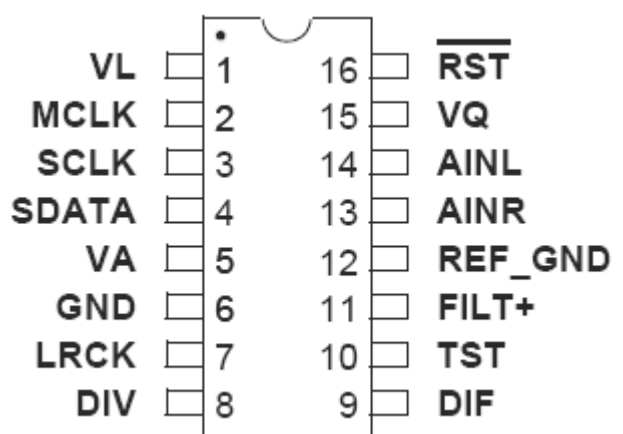 VL 1 16 RST
MCLK 2 15 VQ
SCLK 3 14 AINL
SDATA 4 13 AINR
VA 5 12 REF_GND
GND 6 11 FILT+
LRCK 7 10 TST
DIV 8 9 DIF